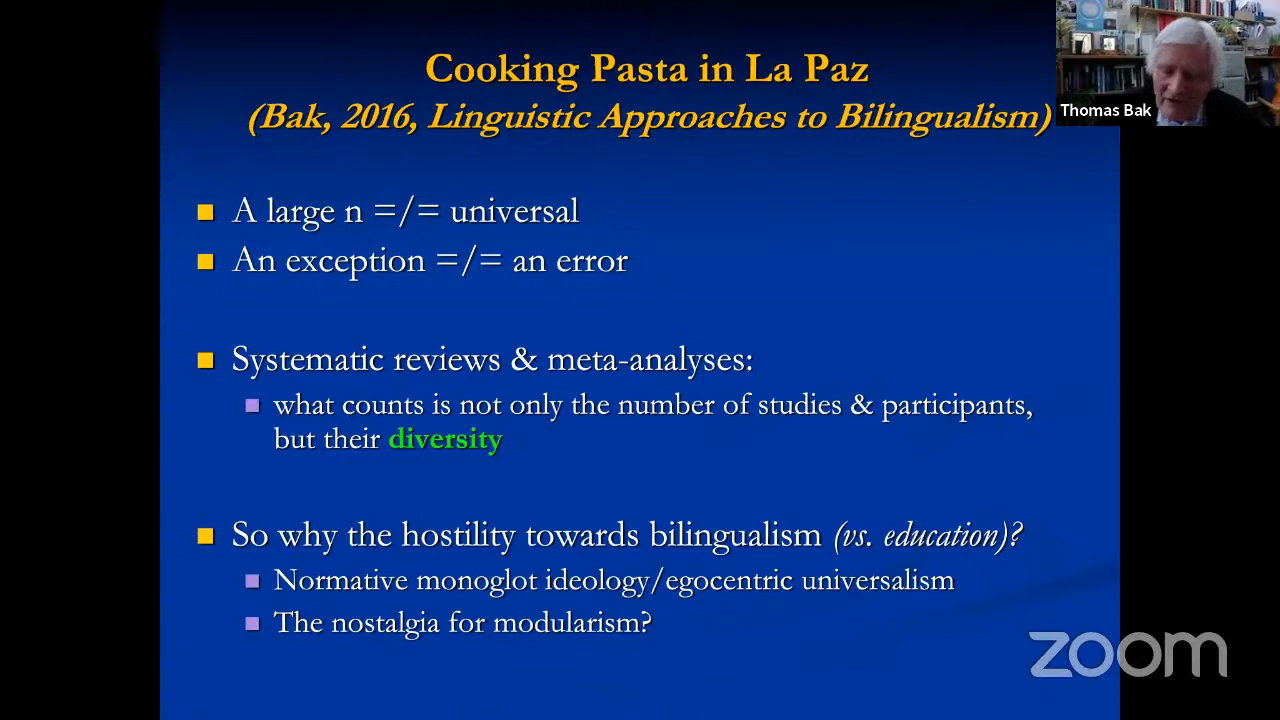 Cooking Pasta in La Paz
(Bak, 2016, Linguistic Approaches to Bilingualism)
Thomas Bak
A large n =/= universal
An exception =/= an error
Systematic reviews & meta-analyses:
what counts is not only the number of studies & participants,
but their diversity
So why the hostility towards bilingualism (vs. education)?
Normative monoglot ideology/egocentric universalism
The nostalgia for modularism?
zoom